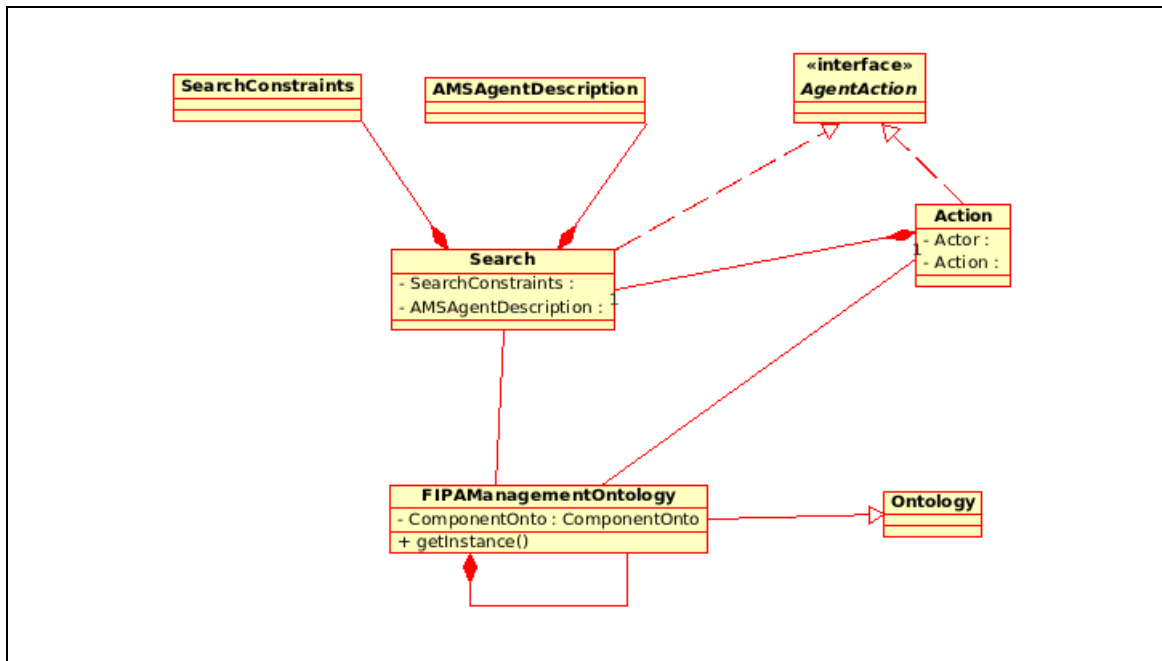 SearchConstraints
AMSAgentDescription
«interface»
AgentAction
Action
- Actor :
- Action :
1
Search
- SearchConstraints :
- AMSAgentDescription :
1
FIPAManagementOntology
- ComponentOnto : ComponentOnto
+ getInstance()
Ontology